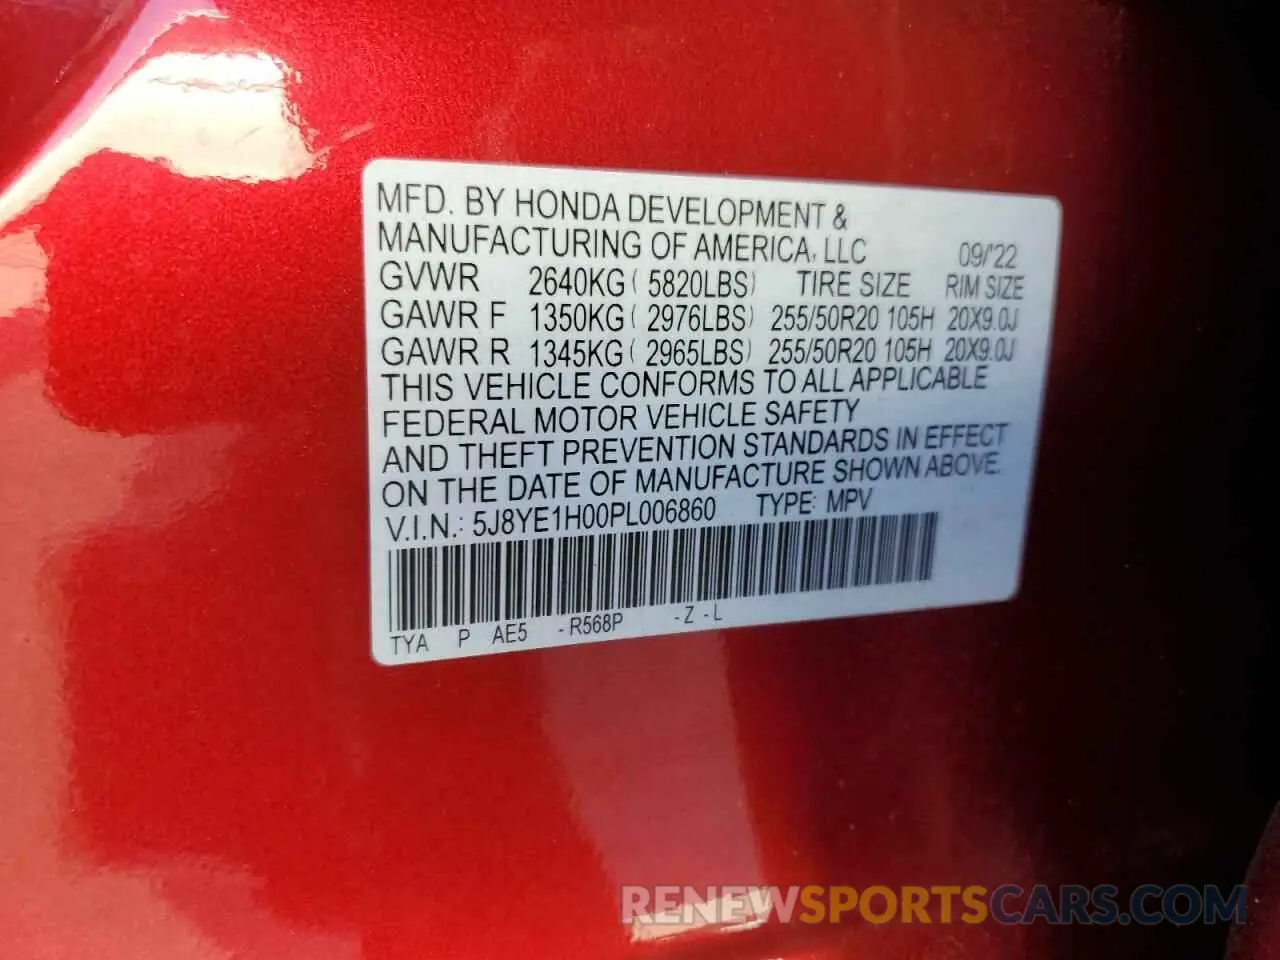 MFD. BY HONDA DEVELOPMENT &
MANUFACTURING OF AMERICA, LLC 09/'22
GVWR 2640KG ( 5820LBS) TIRE SIZE RIM SIZE
GAWR F 1350KG ( 2976LBS) 255/50R20 105H 20X9.0J
GAWR R 1345KG ( 2965LBS) 255/50R20 105H 20X9.0J
THIS VEHICLE CONFORMS TO ALL APPLICABLE
FEDERAL MOTOR VEHICLE SAFETY
AND THEFT PREVENTION STANDARDS IN EFFECT
ON THE DATE OF MANUFACTURE SHOWN ABOVE.
V.I.N.: 5J8YE1H00PL006860 TYPE: MPV
TYA P AE5 -R568P -Z -L
RENEWSPORTSCARS.COM